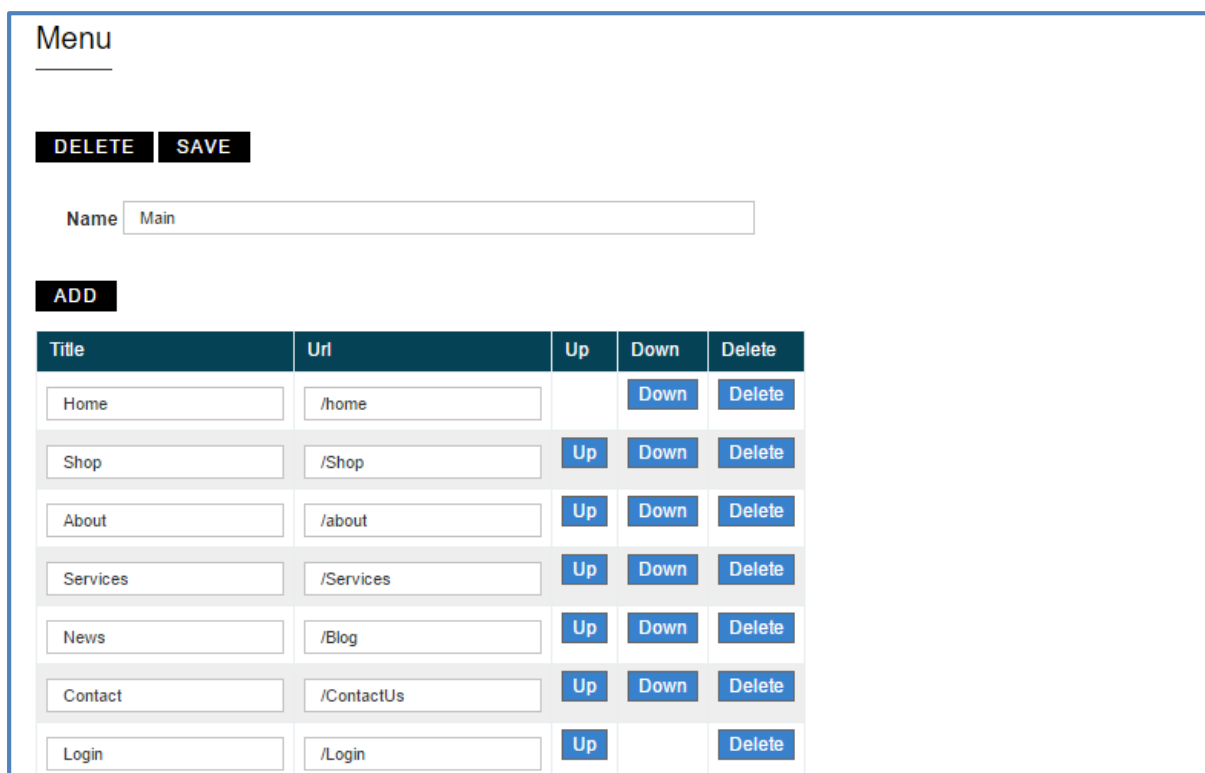 Menu
DELETE SAVE
Name Main
ADD
Title Url Up Down Delete
Home /home Down Delete
Shop /Shop Up Down Delete
About /about Up Down Delete
Services /Services Up Down Delete
News /Blog Up Down Delete
Contact /ContactUs Up Down Delete
Login /Login Up Delete